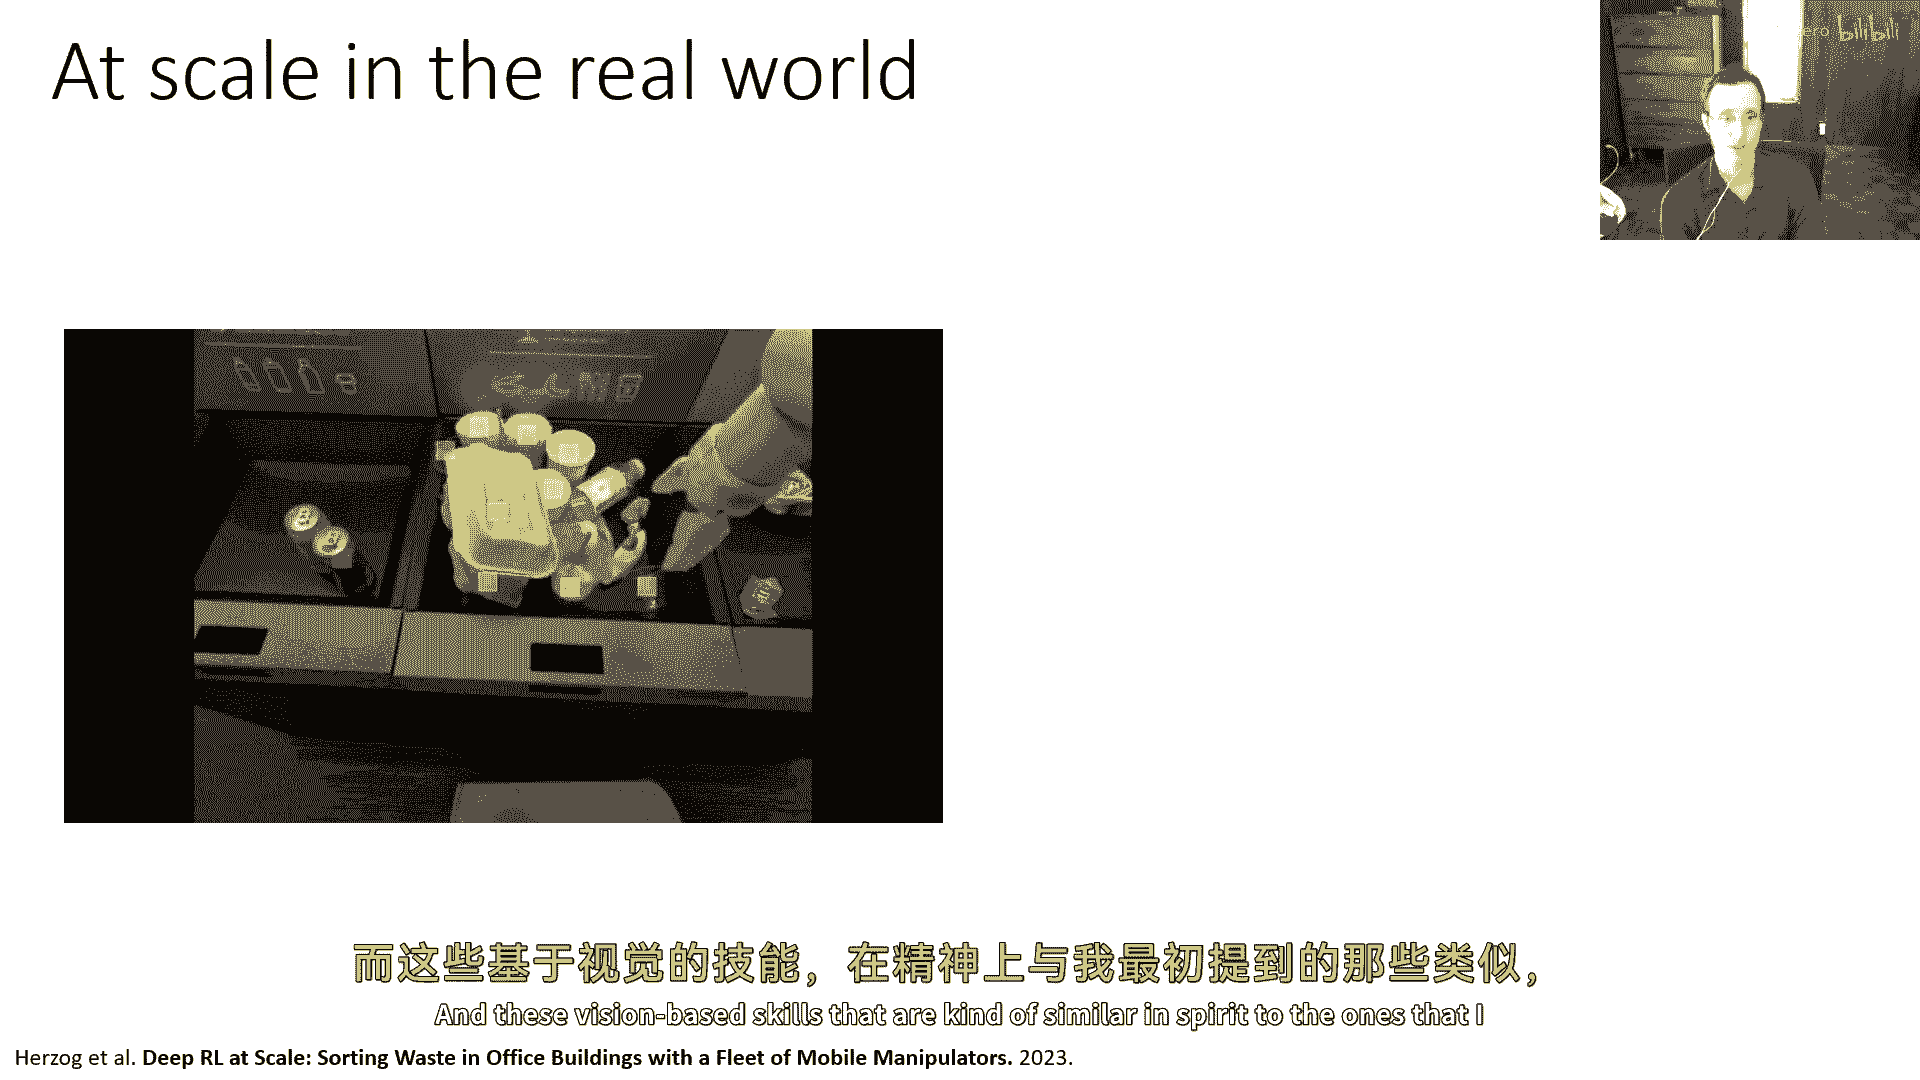 At scale in the real world
ero bilibili
而这些基于视觉的技能，在精神上与我最初提到的那些类似，
And these vision-based skills that are kind of similar in spirit to the ones that I
Herzog et al. Deep RL at Scale: Sorting Waste in Office Buildings with a Fleet of Mobile Manipulators. 2023.